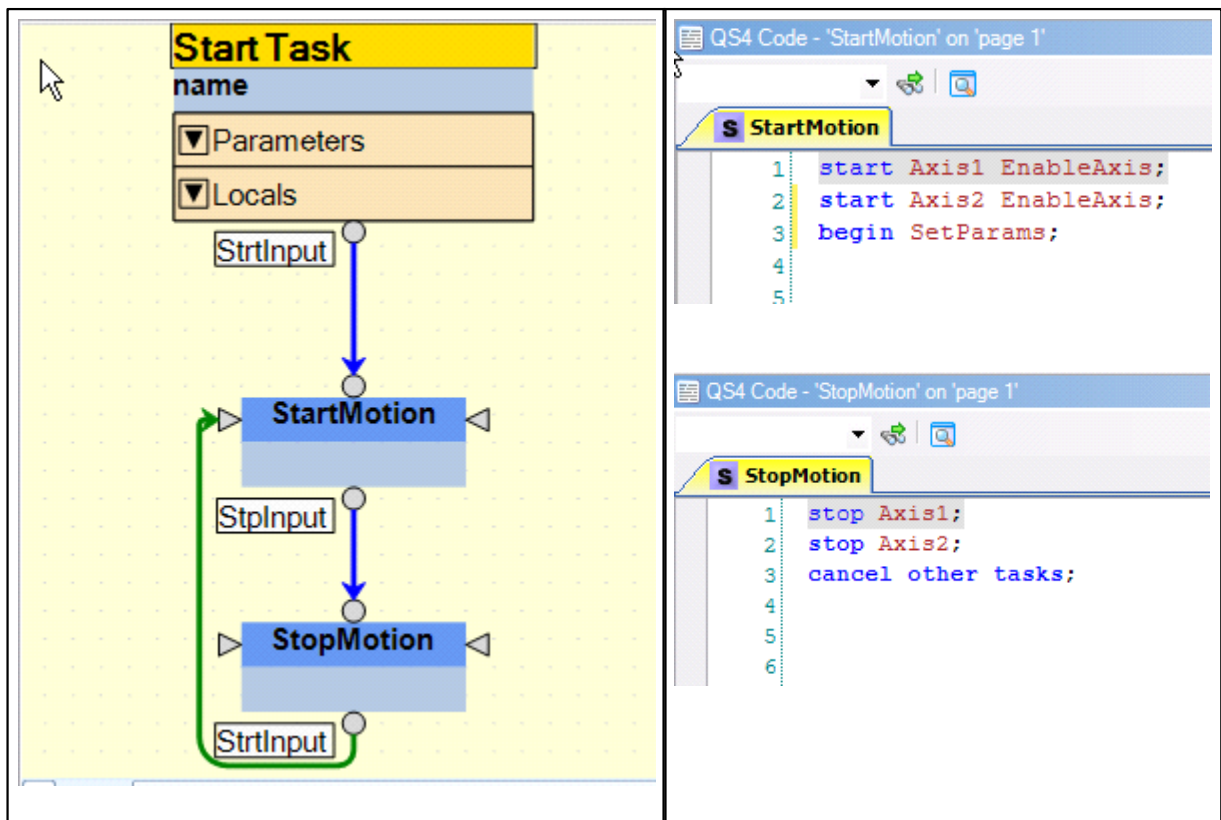 Start Task
name
Parameters
Locals
StrtInput
StartMotion
StpInput
StopMotion
StrtInput
QS4 Code - 'StartMotion' on 'page 1'
S StartMotion
1 start Axis1 EnableAxis;
2 start Axis2 EnableAxis;
3 begin SetParams;
4
5
QS4 Code - 'StopMotion' on 'page 1'
S StopMotion
1 stop Axis1;
2 stop Axis2;
3 cancel other tasks;
4
5
6